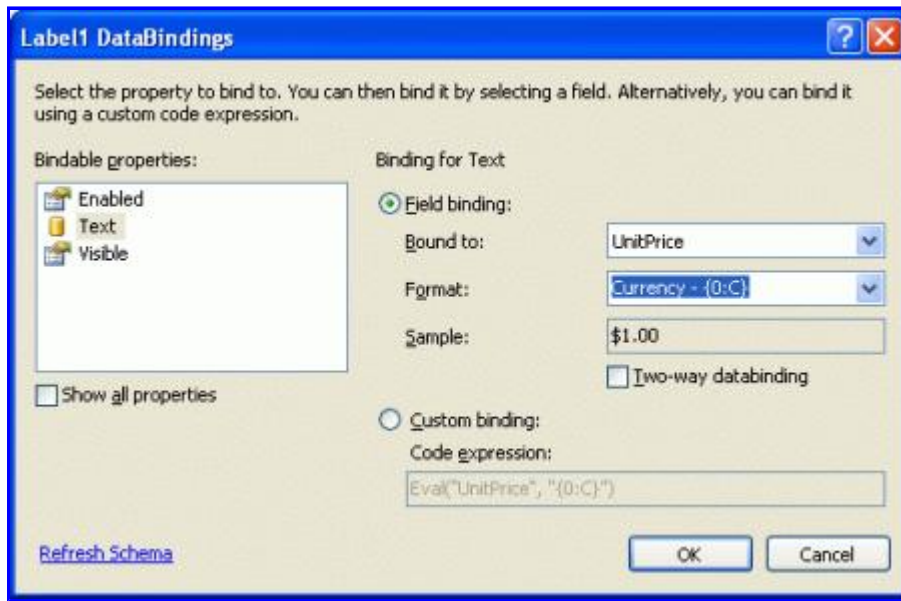 Label1 DataBindings
Select the property to bind to. You can then bind it by selecting a field. Alternatively, you can bind it
using a custom code expression.
Bindable properties:
Enabled
Text
Visible
Show all properties
Binding for Text
Field binding:
Bound to: UnitPrice
Format: Currency - {0:C}
Sample: $1.00
Two-way databinding
Custom binding:
Code expression:
Eval("UnitPrice", "{0:C}")
Refresh Schema
OK Cancel